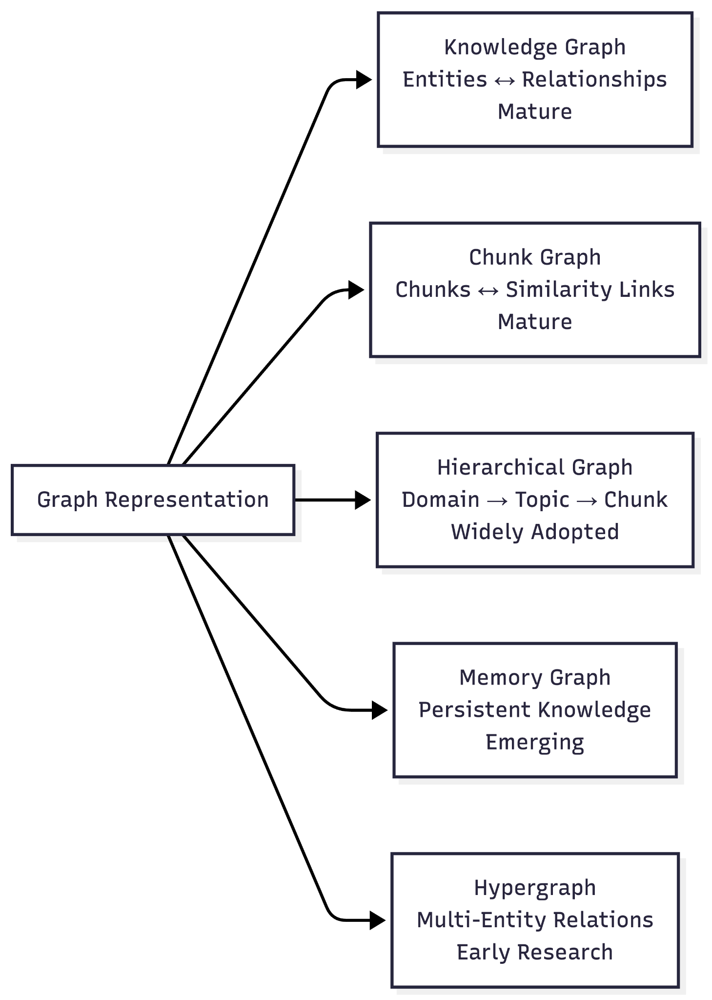 Knowledge Graph
Entities ↔ Relationships
Mature
Chunk Graph
Chunks ↔ Similarity Links
Mature
Graph Representation
Hierarchical Graph
Domain → Topic → Chunk
Widely Adopted
Memory Graph
Persistent Knowledge
Emerging
Hypergraph
Multi-Entity Relations
Early Research